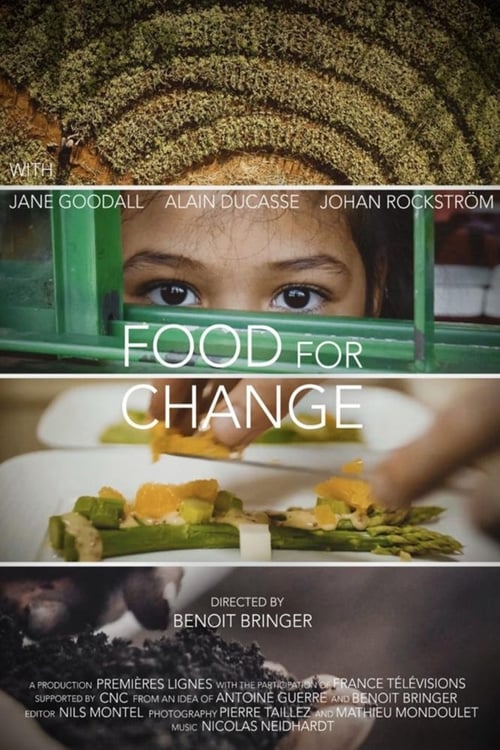 WITH
JANE GOODALL ALAIN DUCASSE JOHAN ROCKSTRÖM
FOOD FOR
CHANGE
DIRECTED BY
BENOIT BRINGER
A PRODUCTION PREMIÈRES LIGNES WITH THE PARTICIPATION OF FRANCE TÉLÉVISIONS
SUPPORTED BY CNC FROM AN IDEA OF ANTOINE GUERRE AND BENOIT BRINGER
EDITOR NILS MONTEL PHOTOGRAPHY PIERRE TAILLEZ AND MATHIEU MONDOULET
MUSIC NICOLAS NEIDHARDT